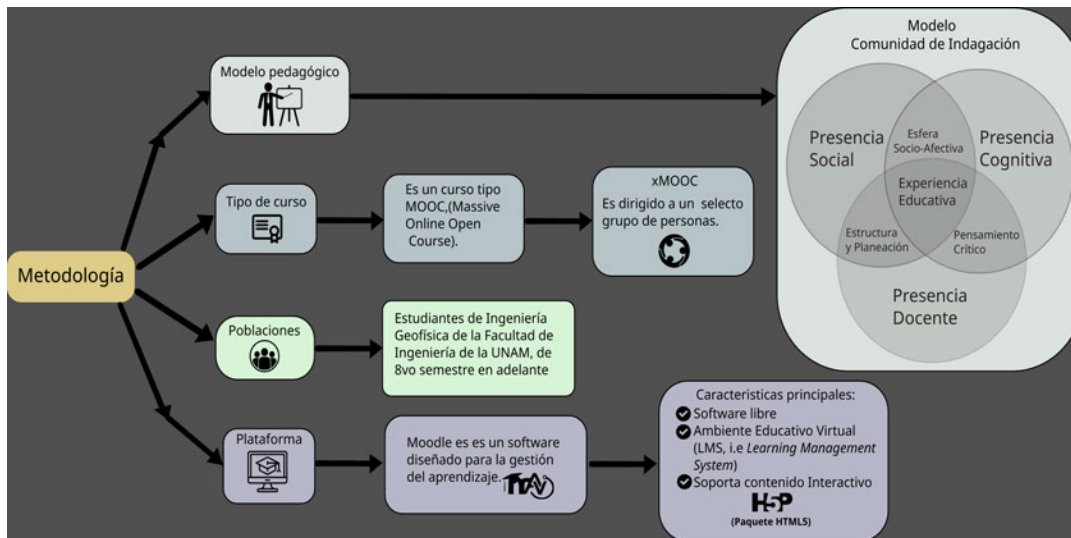 Metodología
Modelo pedagógico
Modelo
Comunidad de Indagación
Presencia
Social
Esfera
Socio-Afectiva
Presencia
Cognitiva
Experiencia
Educativa
Estructura
y Planeación
Pensamiento
Crítico
Presencia
Docente
Tipo de curso
Es un curso tipo
MOOC,(Massive
Online Open
Course).
xMOOC
Es dirigido a un selecto
grupo de personas.
Poblaciones
Estudiantes de Ingeniería
Geofísica de la Facultad de
Ingeniería de la UNAM, de
8vo semestre en adelante
Plataforma
Moodle es es un software
diseñado para la gestión
del aprendizaje.
Caracteristicas principales:
Software libre
Ambiente Educativo Virtual
(LMS, i.e Learning Management
System)
Soporta contenido Interactivo
H5P
(Paquete HTML5)